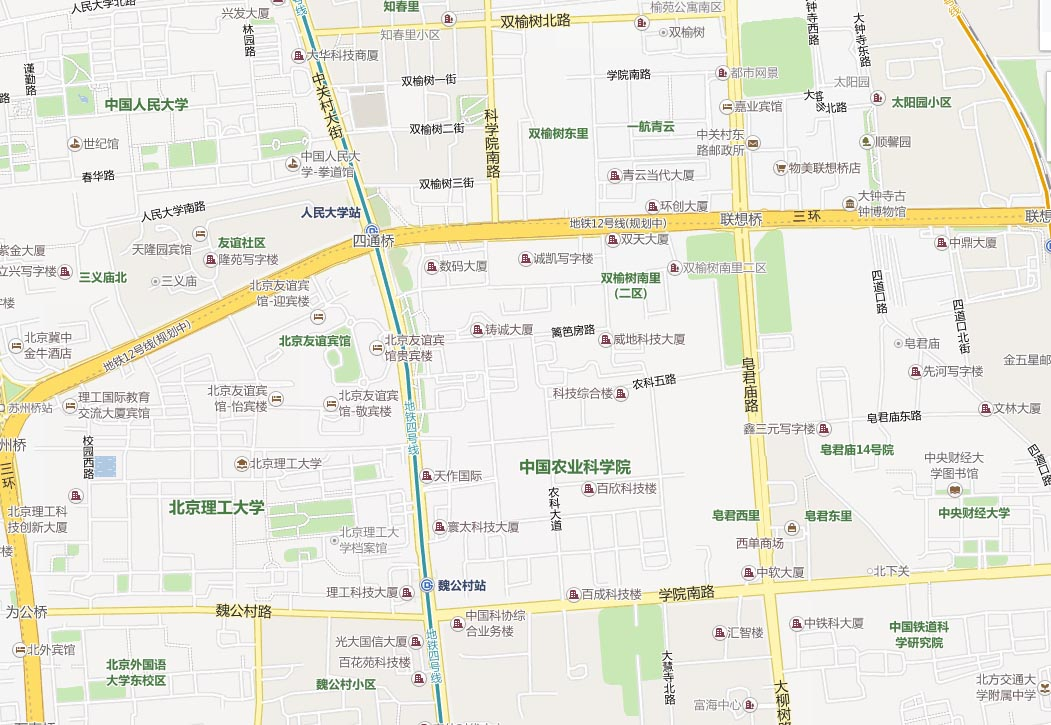 人民大学北路
兴发大厦
号线
知春里
双榆树北路
榆苑公寓南区
大钟寺西路
大钟寺东路
号线
林园路
知春里小区
双榆树
大华科技商厦
谨勤路
中关村大街
双榆树一街
学院南路
都市网景
太阳园
中国人民大学
嘉业宾馆
太阳园小区
科学院南路
双榆树二街
双榆树东里
一航青云
中关村东
路邮政所
世纪馆
顺馨园
中国人民大
学-拳道馆
物美联想桥店
春华路
双榆树三街
青云当代大厦
人民大学南路
人民大学站
环创大厦
大钟寺古
钟博物馆
四通桥
地铁12号线(规划中)
联想桥
三环
联想
紫金大厦
天隆园宾馆
友谊社区
双天大厦
中鼎大厦
立兴写字楼
三义庙北
隆苑写字楼
数码大厦
诚凯写字楼
双榆树南里
(二区)
双榆树南里二区
三义庙
北京友谊宾
馆-迎宾楼
四道口路
四道口北街
字楼
北京冀中
金牛酒店
地铁12号线(规划中)
北京友谊宾馆
北京友谊宾
馆贵宾楼
铸诚大厦
篱笆房路
威地科技大厦
皂君庙
金五星邮
皂君庙路
先河写字楼
苏州桥站
理工国际教育
交流大厦宾馆
北京友谊宾
馆-怡宾楼
北京友谊宾
馆-敬宾楼
科技综合楼
农科五路
文林大厦
地铁四号线
皂君庙东路
鑫三元写字楼
州桥
三环
校园西路
皂君庙14号院
四道口路
北京理工大学
天作国际
中国农业科学院
中央财经大
学图书馆
百欣科技楼
农科大道
北京理工大学
北京理工科
技创新大厦
皂君西里
皂君东里
中央财经大学
寰太科技大厦
北京理工大
学档案馆
西单商场
字楼
中软大厦
北下关
魏公村站
理工科技大厦
百成科技楼
学院南路
为公桥
魏公村路
中国科协综
合业务楼
汇智楼
中铁科大厦
中国铁道科
学研究院
地铁四号线
光大国信大厦
北外宾馆
百花苑科技楼
大慧寺北路
北京外国语
大学东校区
魏公村小区
大柳树路
北方交通大
学附属中学
富海中心